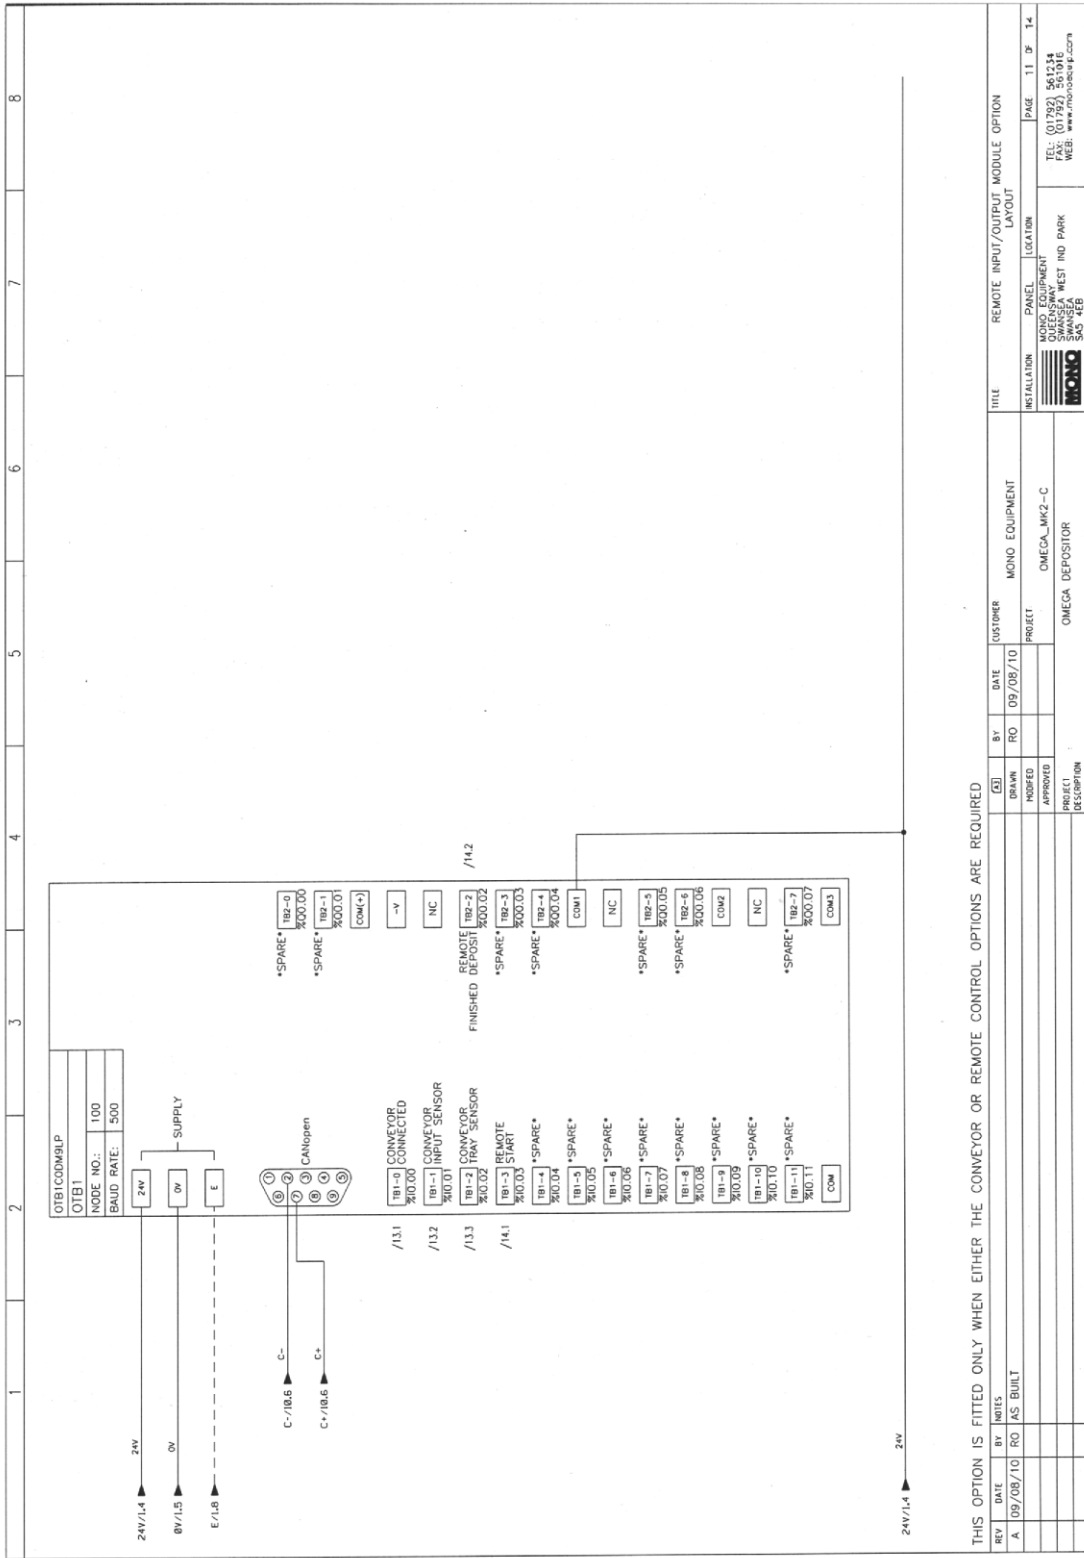 1 2 3 4 5 6 7 8
OTB1C0DM9LP
OTB1
NODE NO.: 100
BAUD RATE: 500
24V/1.4 24V 24V
0V/1.5 0V 0V SUPPLY
E/1.8 E
CANopen
1 2 3 4 5
6 7 8 9
C-/10.6 C-
C+/10.6 C+
/13.1 TB1-0 CONVEYOR CONNECTED
%I0.00
/13.2 TB1-1 CONVEYOR INPUT SENSOR
%I0.01
/13.3 TB1-2 CONVEYOR TRAY SENSOR
%I0.02
/14.1 TB1-3 REMOTE START
%I0.03
TB1-4 *SPARE*
%I0.04
TB1-5 *SPARE*
%I0.05
TB1-6 *SPARE*
%I0.06
TB1-7 *SPARE*
%I0.07
TB1-8 *SPARE*
%I0.08
TB1-9 *SPARE*
%I0.09
TB1-10 *SPARE*
%I0.10
TB1-11 *SPARE*
%I0.11
COM
*SPARE* TB2-0
%Q0.00
*SPARE* TB2-1
%Q0.01
COM(+)
-V
NC
REMOTE
FINISHED DEPOSIT TB2-2 /14.2
%Q0.02
*SPARE* TB2-3
%Q0.03
*SPARE* TB2-4
%Q0.04
COM1
NC
*SPARE* TB2-5
%Q0.05
*SPARE* TB2-6
%Q0.06
COM2
NC
*SPARE* TB2-7
%Q0.07
COM3
24V/1.4 24V
THIS OPTION IS FITTED ONLY WHEN EITHER THE CONVEYOR OR REMOTE CONTROL OPTIONS ARE REQUIRED
REV DATE BY NOTES
A 09/08/10 RO AS BUILT
A3 BY DATE
DRAWN RO 09/08/10
MODIFED
APPROVED
CUSTOMER
MONO EQUIPMENT
PROJECT
OMEGA_MK2-C
PROJECT DESCRIPTION
OMEGA DEPOSITOR
TITLE
REMOTE INPUT/OUTPUT MODULE OPTION
LAYOUT
INSTALLATION PANEL LOCATION PAGE 11 OF 14
MONO
MONO EQUIPMENT
QUEENSWAY
SWANSEA WEST IND PARK
SWANSEA
SA5 4EB
TEL: (01792) 561234
FAX: (01792) 561016
WEB: www.monoequip.com